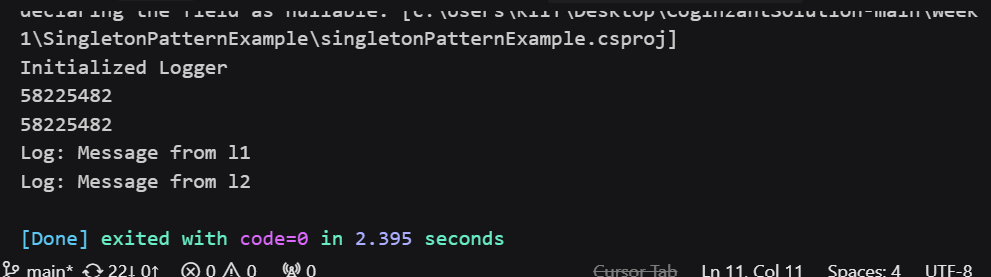 declaring the field as nullable. [C:\Users\KIIT\Desktop\CoginzantSolution-main\Week
1\SingletonPatternExample\singletonPatternExample.csproj]
Initialized Logger
58225482
58225482
Log: Message from l1
Log: Message from l2
[Done] exited with code=0 in 2.395 seconds
main* 22↓ 0↑ 0 0 0 Cursor Tab Ln 11, Col 11 Spaces: 4 UTF-8